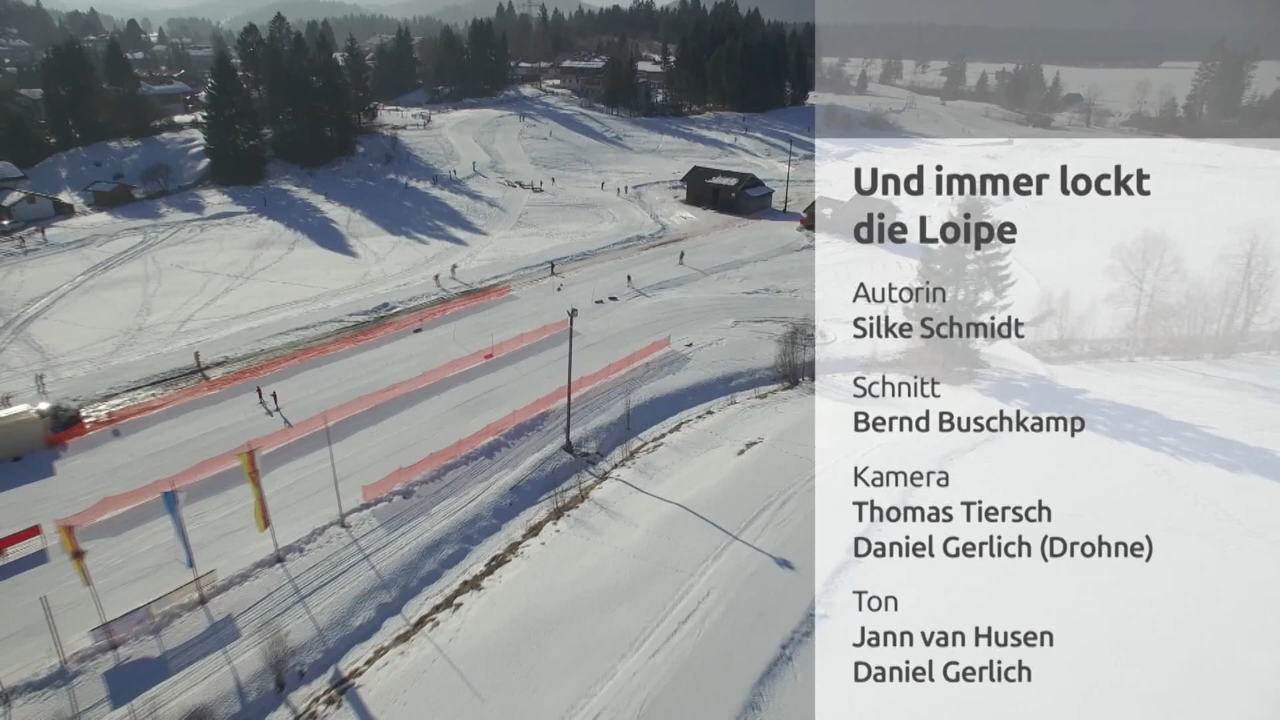 Und immer lockt
die Loipe
Autorin
Silke Schmidt
Schnitt
Bernd Buschkamp
Kamera
Thomas Tiersch
Daniel Gerlich (Drohne)
Ton
Jann van Husen
Daniel Gerlich